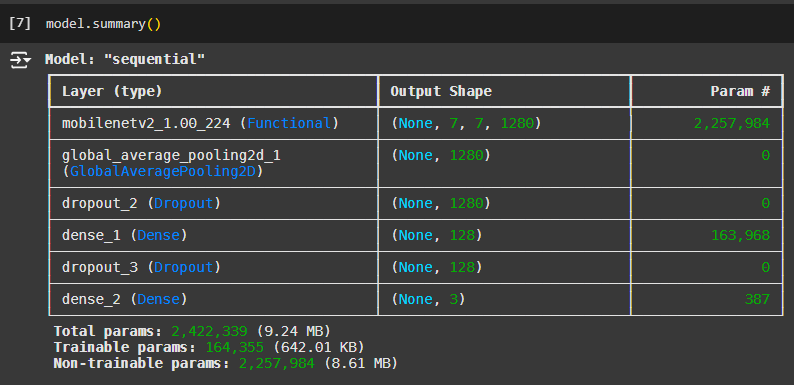 [7] model.summary()
Model: "sequential"
Layer (type) Output Shape Param #
mobilenetv2_1.00_224 (Functional) (None, 7, 7, 1280) 2,257,984
global_average_pooling2d_1 (None, 1280) 0
(GlobalAveragePooling2D)
dropout_2 (Dropout) (None, 1280) 0
dense_1 (Dense) (None, 128) 163,968
dropout_3 (Dropout) (None, 128) 0
dense_2 (Dense) (None, 3) 387
Total params: 2,422,339 (9.24 MB)
Trainable params: 164,355 (642.01 KB)
Non-trainable params: 2,257,984 (8.61 MB)